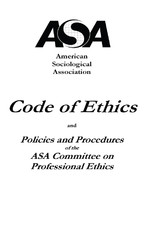 ASA
American
Sociological
Association
Code of Ethics
and
Policies and Procedures
of the
ASA Committee on
Professional Ethics